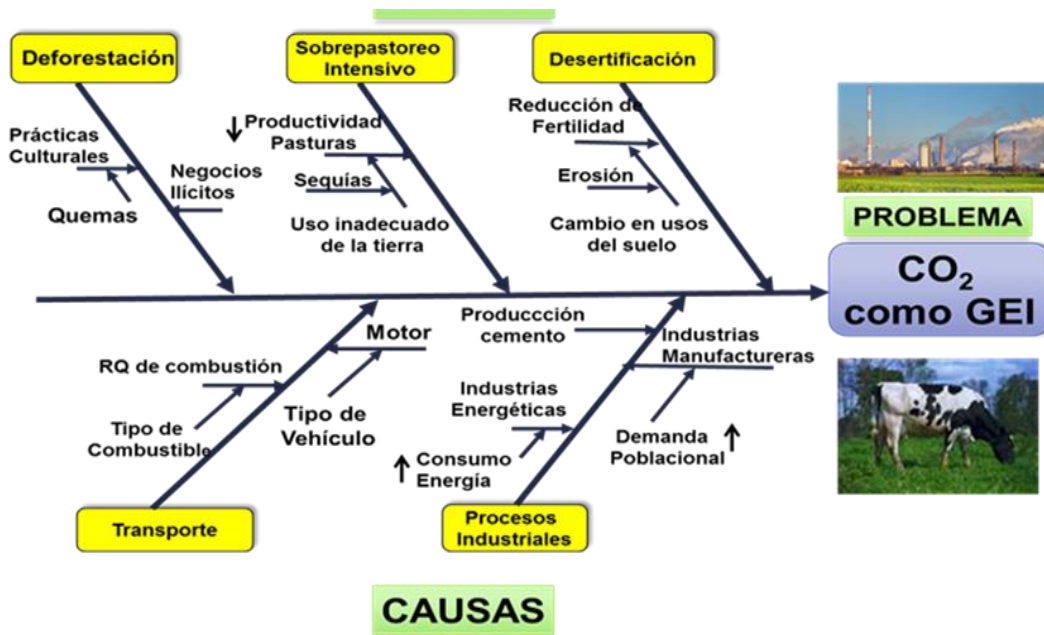 Deforestación
Sobrepastoreo
Intensivo
Desertificación
Prácticas
Culturales
Quemas
Negocios
Ilícitos
Productividad
Pasturas
Sequías
Uso inadecuado
de la tierra
Reducción de
Fertilidad
Erosión
Cambio en usos
del suelo
PROBLEMA
CO2
como GEI
Motor
RQ de combustión
Tipo de
Combustible
Tipo de
Vehículo
Transporte
Producccición
cemento
Industrias
Manufactureras
Industrias
Energéticas
Consumo
Energía
Demanda
Poblacional
Procesos
Industriales
CAUSAS